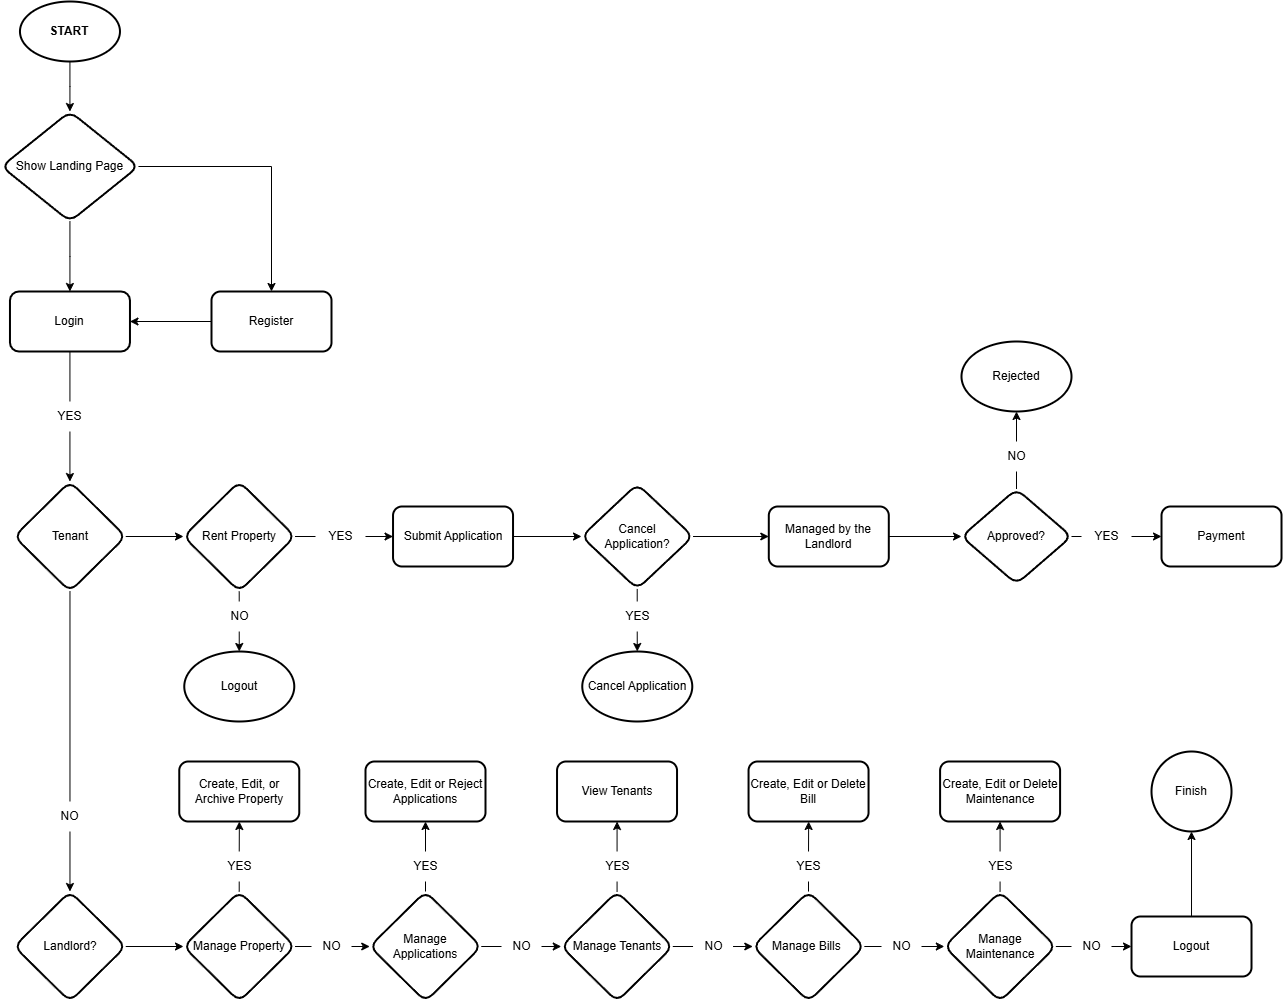 START
Show Landing Page
Login
Register
YES
Rejected
NO
Tenant
Rent Property
YES
Submit Application
Cancel
Application?
Managed by the
Landlord
Approved?
YES
Payment
NO
YES
Logout
Cancel Application
Create, Edit, or
Archive Property
Create, Edit or Reject
Applications
View Tenants
Create, Edit or Delete
Bill
Create, Edit or Delete
Maintenance
Finish
NO
YES
YES
YES
YES
YES
Landlord?
Manage Property
NO
Manage
Applications
NO
Manage Tenants
NO
Manage Bills
NO
Manage
Maintenance
NO
Logout